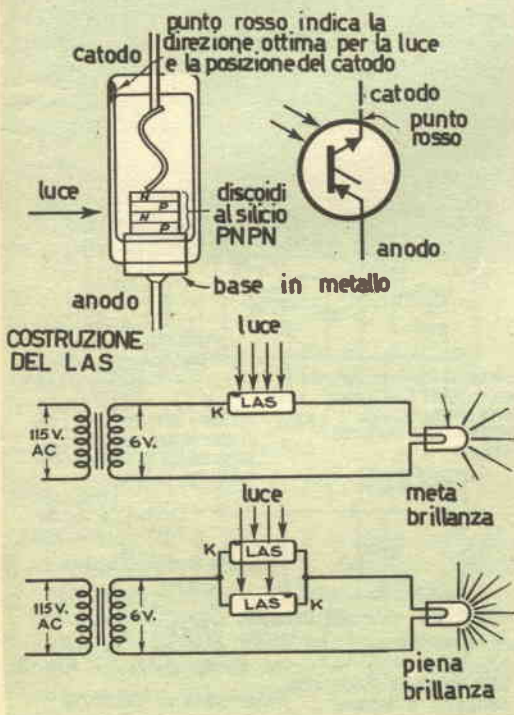 punto rosso indica la
direzione ottima per la luce
e la posizione del catodo
catodo
catodo
punto
rosso
luce
N
P
N
P
discoidi
al silicio
PNPN
anodo
base in metallo
anodo
COSTRUZIONE
DEL LAS
luce
K
LAS
115 V.
AC
6 V.
metà
brillanza
luce
K
LAS
LAS
K
115 V.
AC
6 V.
piena
brillanza